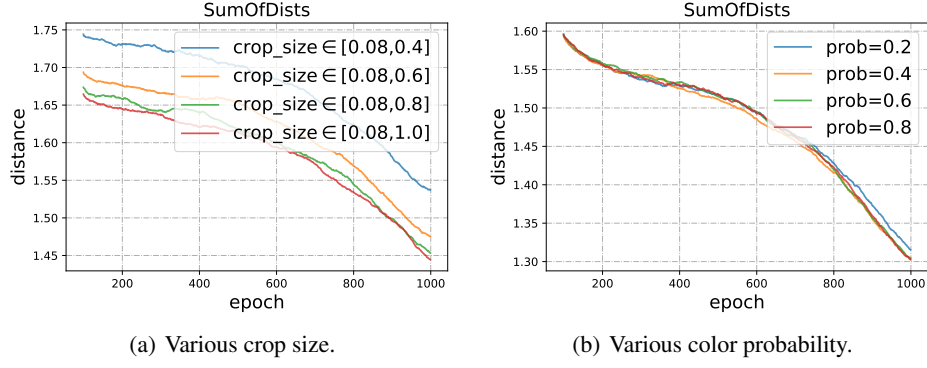 SumOfDists
1.75
1.70
1.65
1.60
1.55
1.50
1.45
distance
crop_size∈[0.08,0.4]
crop_size∈[0.08,0.6]
crop_size∈[0.08,0.8]
crop_size∈[0.08,1.0]
200 400 600 800 1000
epoch
(a) Various crop size.
SumOfDists
1.60
1.55
1.50
1.45
1.40
1.35
1.30
distance
prob=0.2
prob=0.4
prob=0.6
prob=0.8
200 400 600 800 1000
epoch
(b) Various color probability.